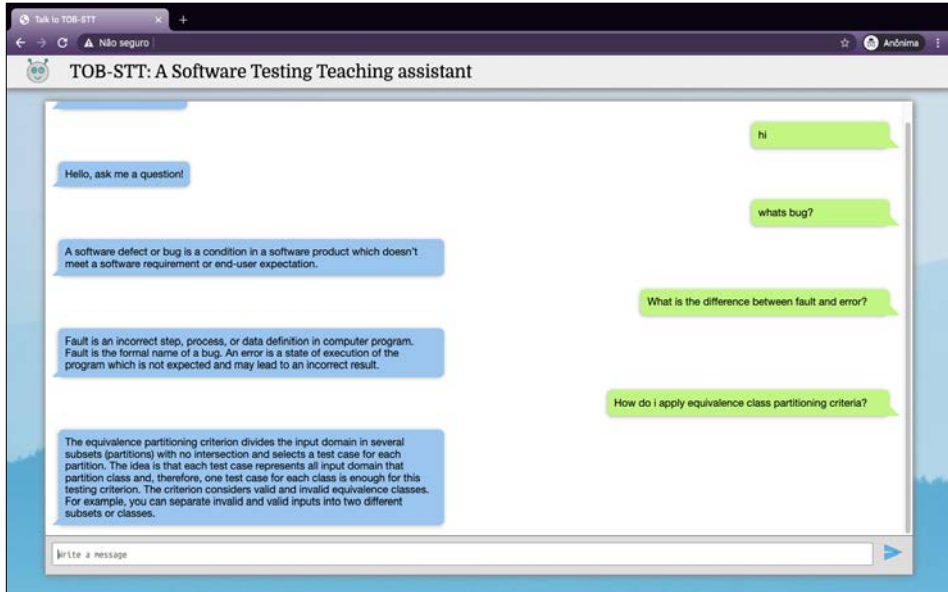 Talk to TOB-STT
Não seguro
Anônima
TOB-STT: A Software Testing Teaching assistant
hi
Hello, ask me a question!
whats bug?
A software defect or bug is a condition in a software product which doesn't
meet a software requirement or end-user expectation.
What is the difference between fault and error?
Fault is an incorrect step, process, or data definition in computer program.
Fault is the formal name of a bug. An error is a state of execution of the
program which is not expected and may lead to an incorrect result.
How do i apply equivalence class partitioning criteria?
The equivalence partitioning criterion divides the input domain in several
subsets (partitions) with no intersection and selects a test case for each
partition. The idea is that each test case represents all input domain that
partition class and, therefore, one test case for each class is enough for this
testing criterion. The criterion considers valid and invalid equivalence classes.
For example, you can separate invalid and valid inputs into two different
subsets or classes.
Write a message